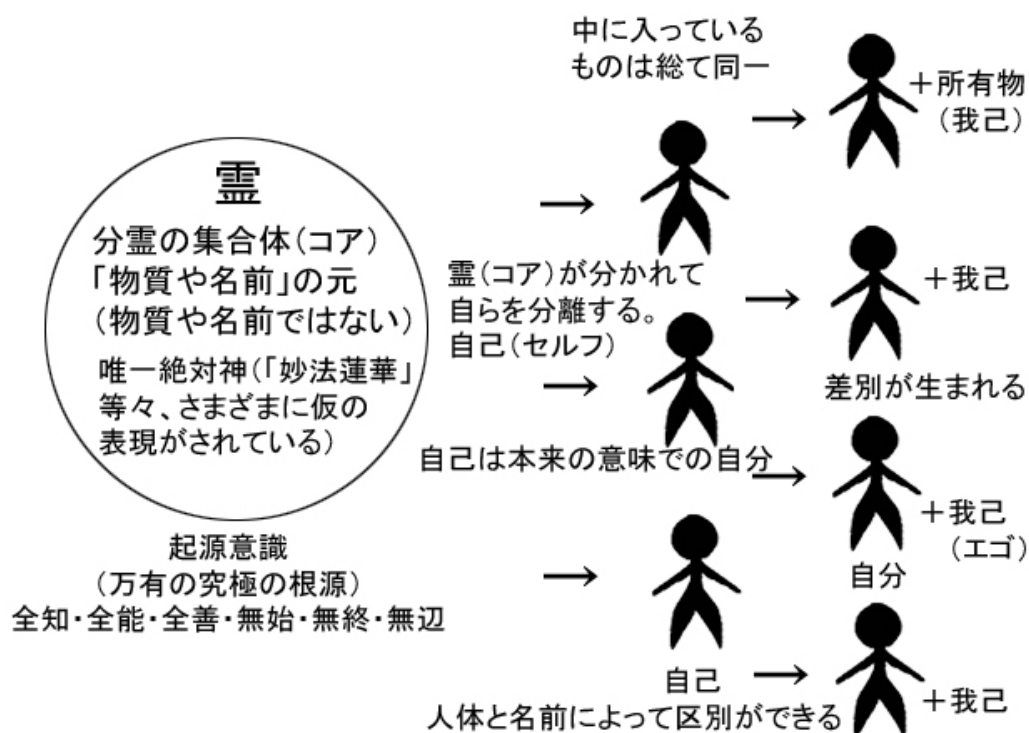 霊
分霊の集合体(コア)
「物質や名前」の元
(物質や名前ではない)
唯一絶対神(「妙法蓮華」
等々、さまざまに仮の
表現がされている)
起源意識
(万有の究極の根源)
全知・全能・全善・無始・無終・無辺
中に入っている
ものは総て同一
→
→
霊(コア)が分かれて
自らを分離する。
自己(セルフ)
→
→
自己は本来の意味での自分
→
→
自己
→
人体と名前によって区別ができる
+所有物
(我己)
+我己
差別が生まれる
+我己
(エゴ)
自分
+我己